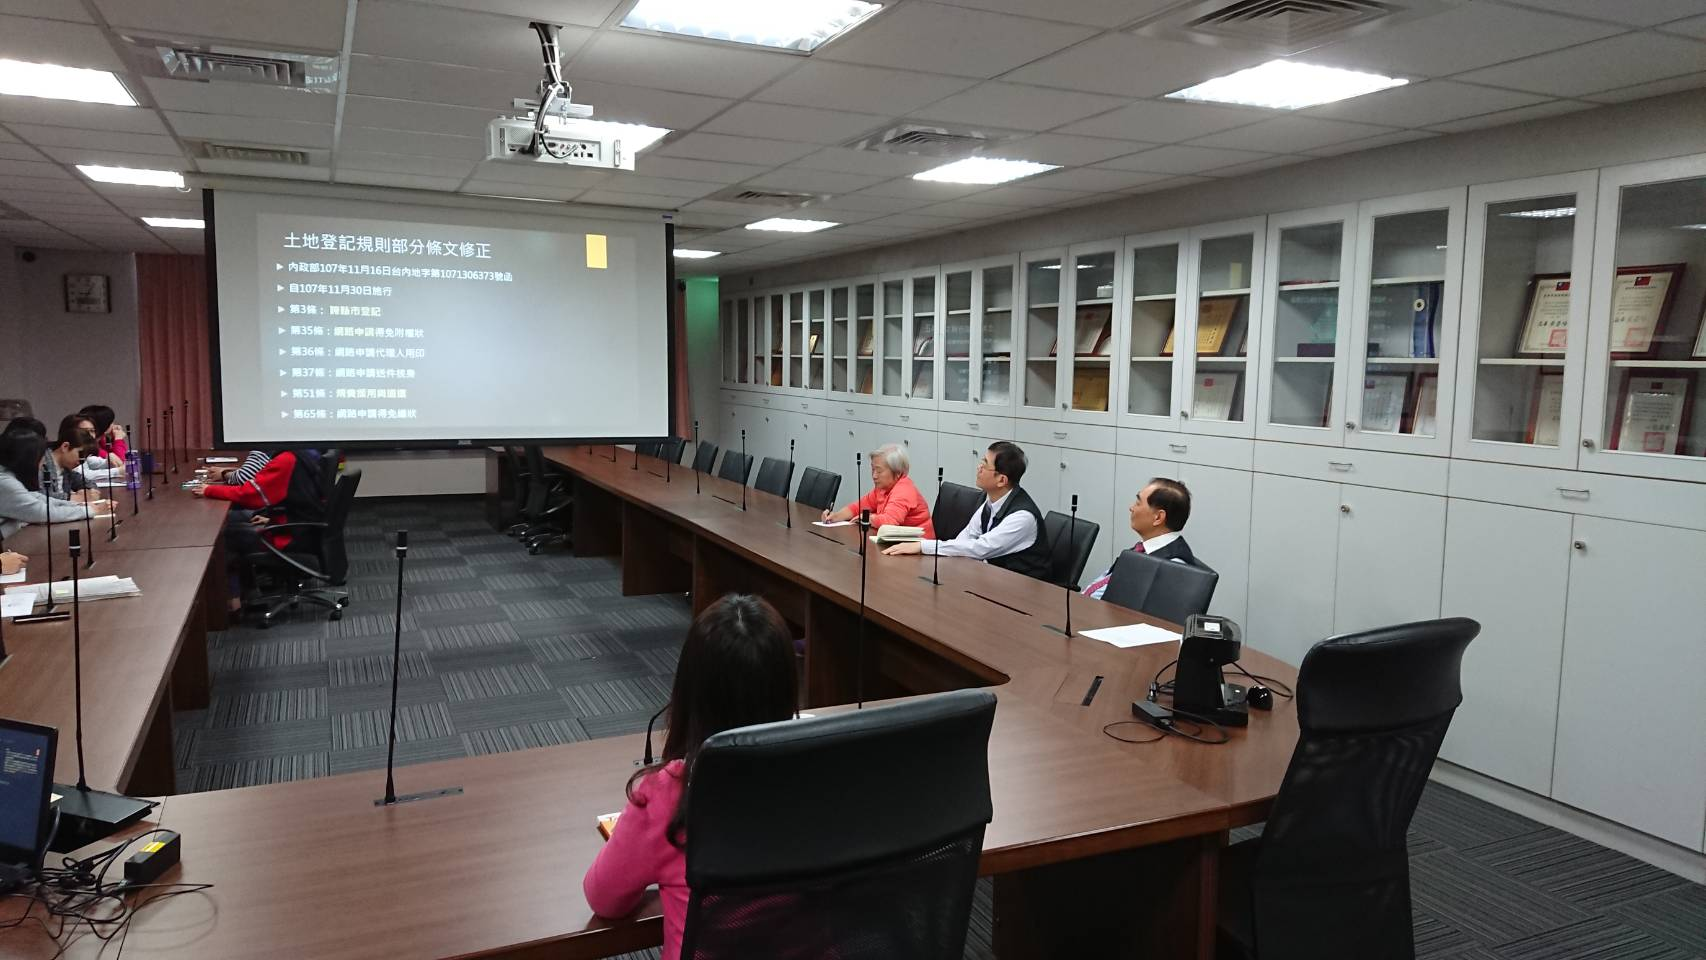 土地登記規則部分條文修正
▶ 內政部107年11月16日台內地字第1071306373號函
▶ 自107年11月30日施行
▶ 第3條：跨縣市登記
▶ 第35條：網路申請得免附權狀
▶ 第36條：網路申請代理人用印
▶ 第37條：網路申請送件核身
▶ 第51條：規費援用與退還
▶ 第65條：網路申請得免繕狀